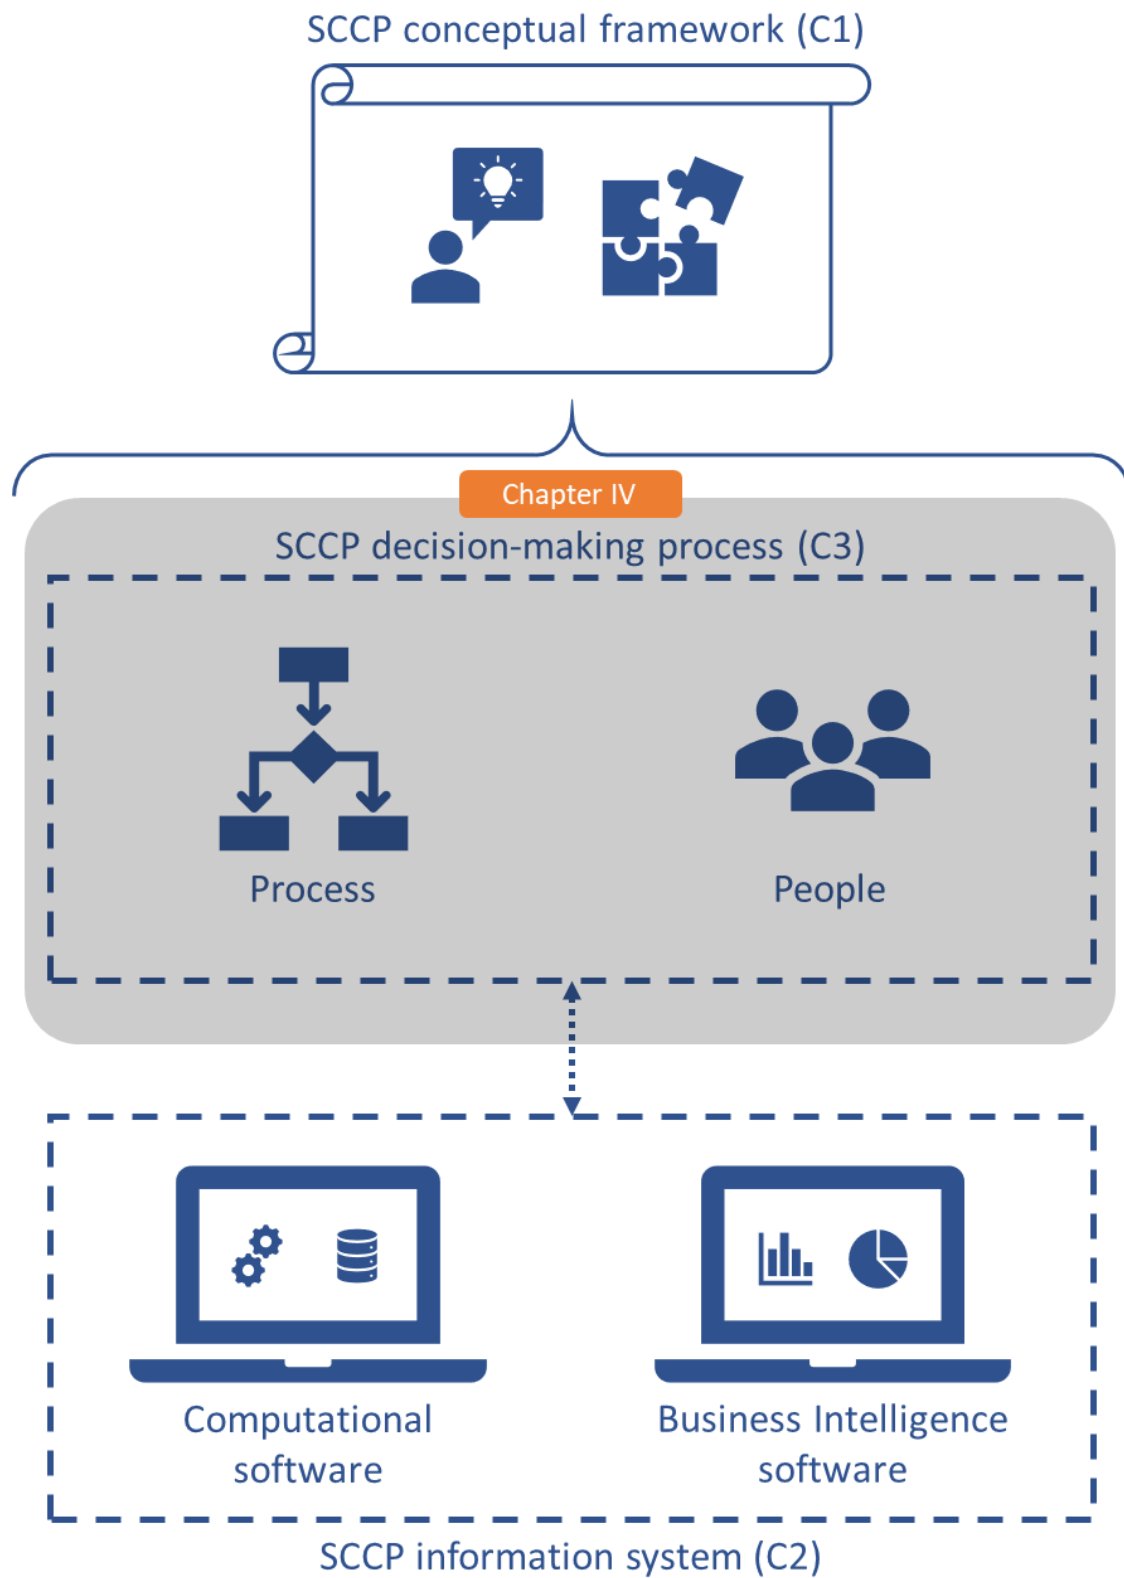 SCCP conceptual framework (C1)
Chapter IV
SCCP decision-making process (C3)
Process
People
Computational
software
Business Intelligence
software
SCCP information system (C2)